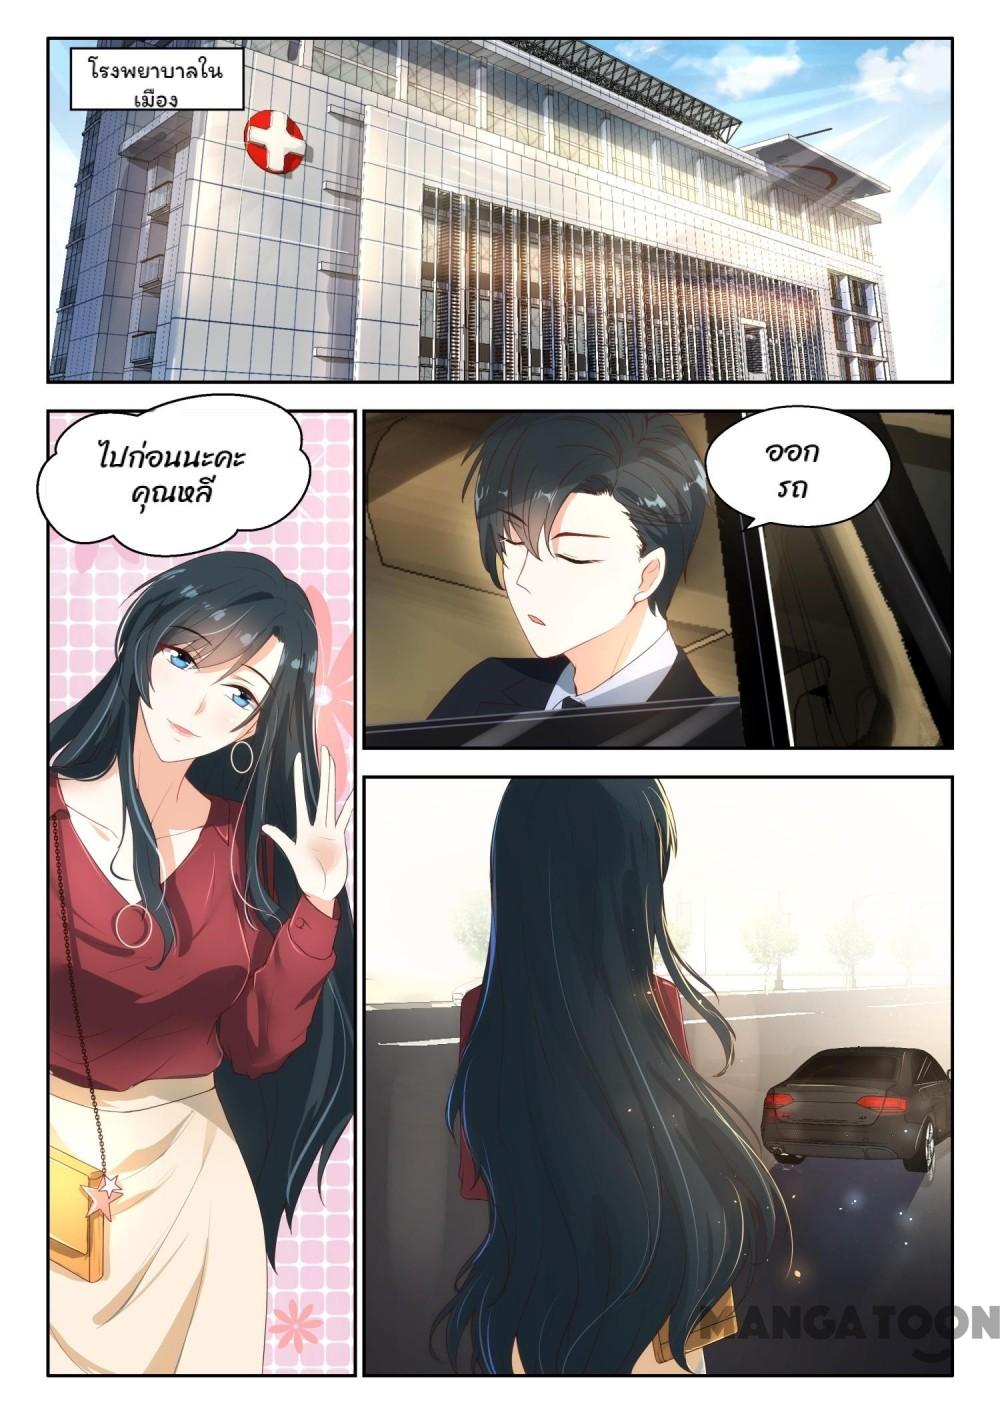 โรงพยาบาลใน
เมือง
ไปก่อนนะคะ
คุณหลี
ออก
รถ
MANGATOON